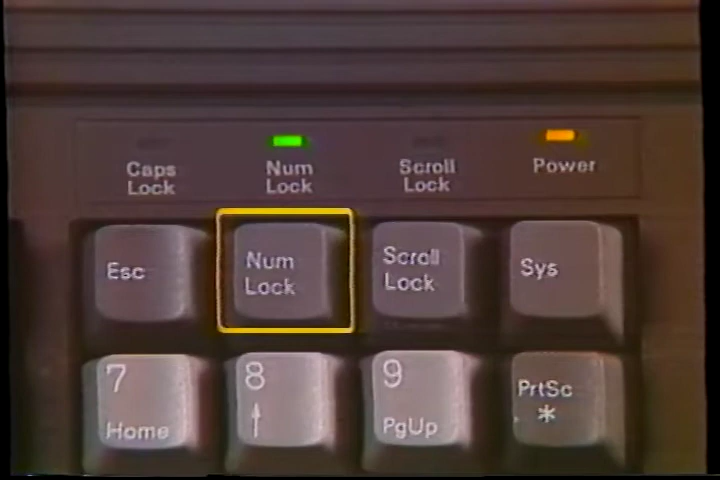 Caps Lock
Num Lock
Scroll Lock
Power
Esc
Num Lock
Scroll Lock
Sys
7 Home
8 ↑
9 PgUp
PrtSc *